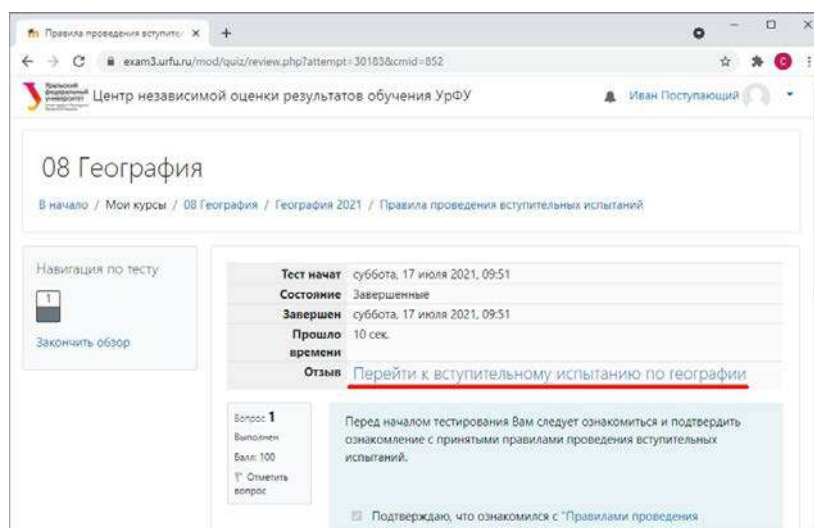 Правила проведения вступител
exam3.urfu.ru/mod/quiz/review.php?attempt=30183&cmid=852
Уральский
федеральный
университет
Центр независимой оценки результатов обучения УрФУ
Иван Поступающий
08 География
В начало / Мои курсы / 08 География / География 2021 / Правила проведения вступительных испытаний
Навигация по тесту
1
Закончить обзор
Тест начат суббота, 17 июля 2021, 09:51
Состояние Завершенные
Завершен суббота, 17 июля 2021, 09:51
Прошло 10 сек.
времени
Отзыв Перейти к вступительному испытанию по географии
Вопрос 1
Выполнен
Балл: 100
Отметить
вопрос
Перед началом тестирования Вам следует ознакомиться и подтвердить
ознакомление с принятыми правилами проведения вступительных
испытаний.
Подтверждаю, что ознакомился с "Правилами проведения